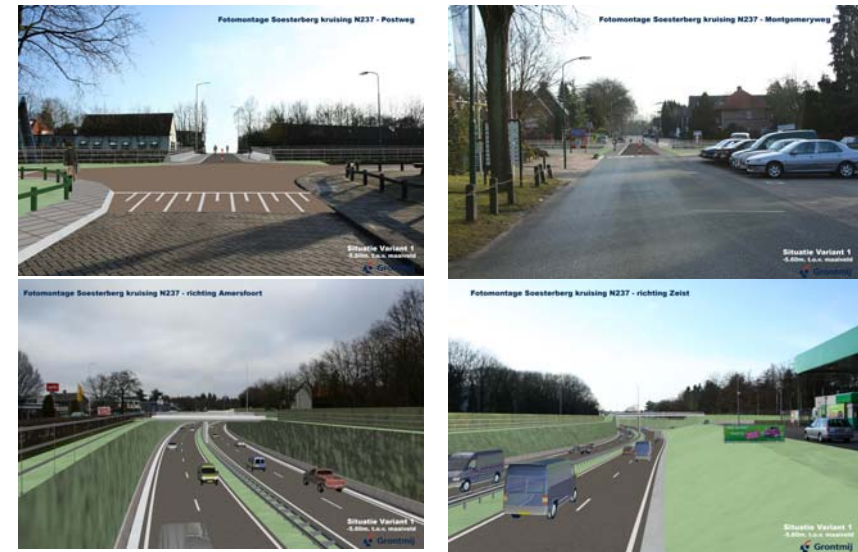 Fotomontage Soesterberg kruising N237 - Postweg
Situatie Variant 1
-5.60m. t.o.v. maaiveld
Grontmij
Fotomontage Soesterberg kruising N237 - Montgomeryweg
Situatie Variant 1
-5.60m. t.o.v. maaiveld
Grontmij
Fotomontage Soesterberg kruising N237 - richting Amersfoort
Situatie Variant 1
-5.60m. t.o.v. maaiveld
Grontmij
Fotomontage Soesterberg kruising N237 - richting Zeist
Situatie Variant 1
-5.60m. t.o.v. maaiveld
Grontmij